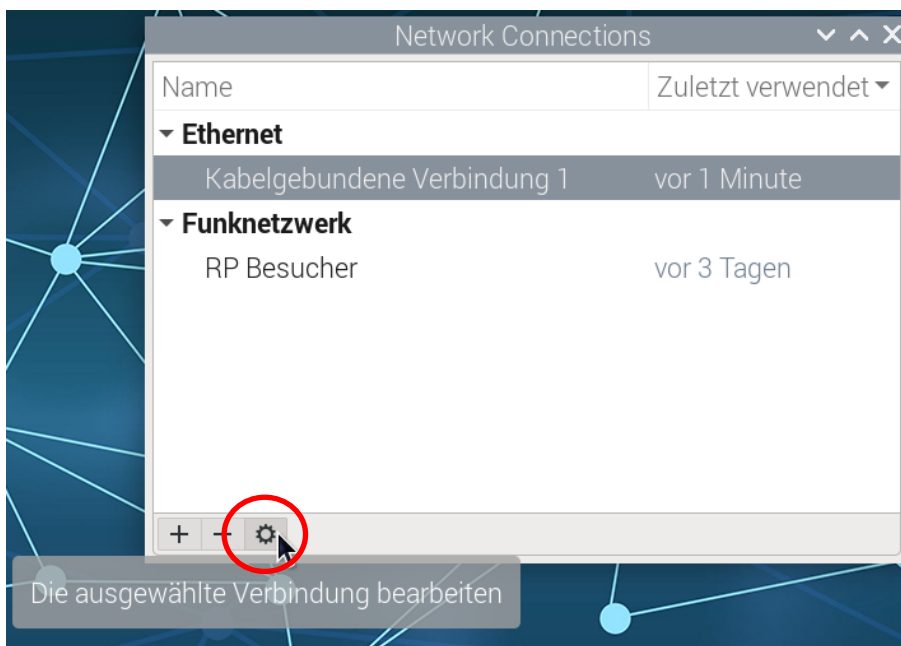 Network Connections
Name Zuletzt verwendet
Ethernet
Kabelgebundene Verbindung 1 vor 1 Minute
Funknetzwerk
RP Besucher vor 3 Tagen
Die ausgewählte Verbindung bearbeiten